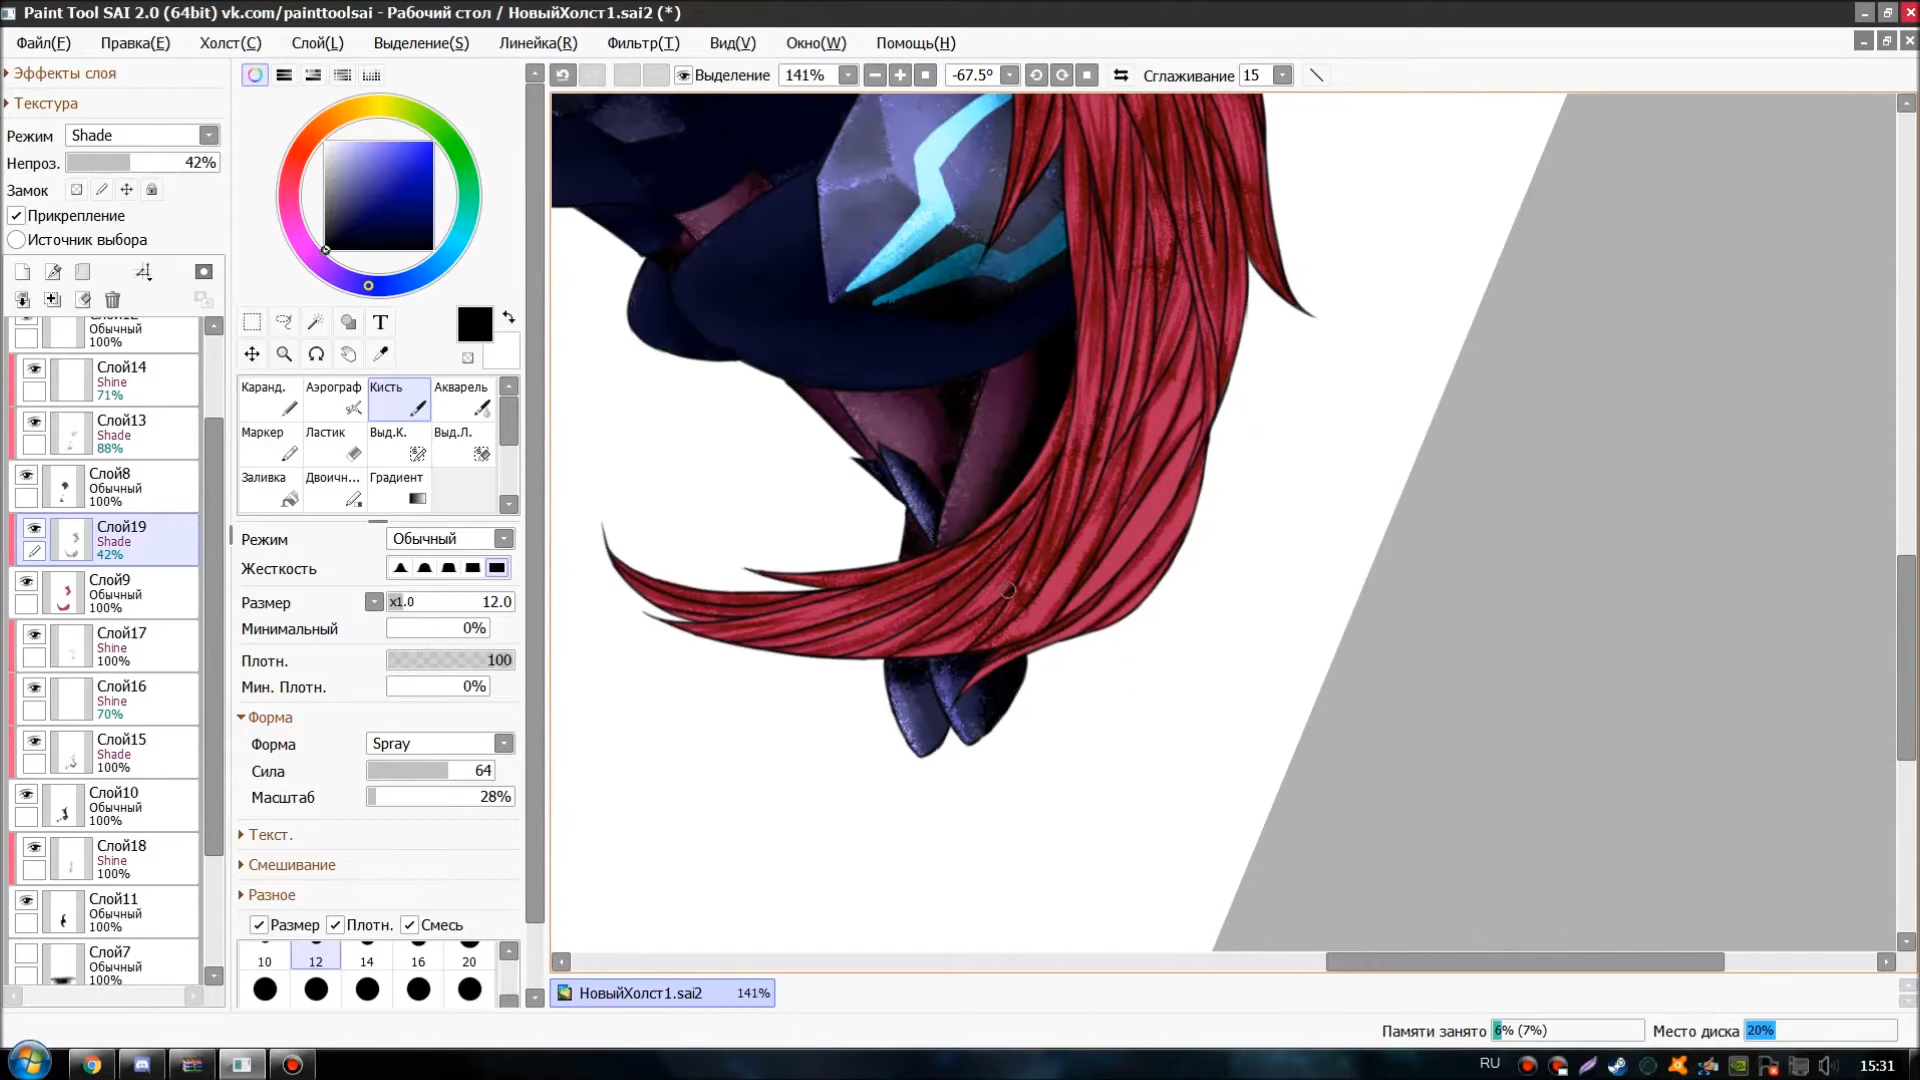 Paint Tool SAI 2.0 (64bit) vk.com/painttoolsai - Рабочий стол / НовыйХолст1.sai2 (*)
Файл(F) Правка(E) Холст(C) Слой(L) Выделение(S) Линейка(R) Фильтр(T) Вид(V) Окно(W) Помощь(H)
Эффекты слоя
Текстура
Режим Shade
Непроз. 42%
Замок
Прикрепление
Источник выбора
Обычный
100%
Слой14
Shine
71%
Слой13
Shade
88%
Слой8
Обычный
100%
Слой19
Shade
42%
Слой9
Обычный
100%
Слой17
Shine
100%
Слой16
Shine
70%
Слой15
Shade
100%
Слой10
Обычный
100%
Слой18
Shine
100%
Слой11
Обычный
100%
Слой7
Обычный
100%
T
Каранд. Аэрограф Кисть Акварель
Маркер Ластик Выд.К. Выд.Л.
Заливка Двоичн... Градиент
Режим Обычный
Жесткость
Размер x1.0 12.0
Минимальный 0%
Плотн. 100
Мин. Плотн. 0%
Форма
Форма Spray
Сила 64
Масштаб 28%
Текст.
Смешивание
Разное
Размер Плотн. Смесь
10 12 14 16 20
Выделение 141% -67.5° Сглаживание 15
НовыйХолст1.sai2 141%
Памяти занято 6% (7%) Место диска 20%
RU 15:31